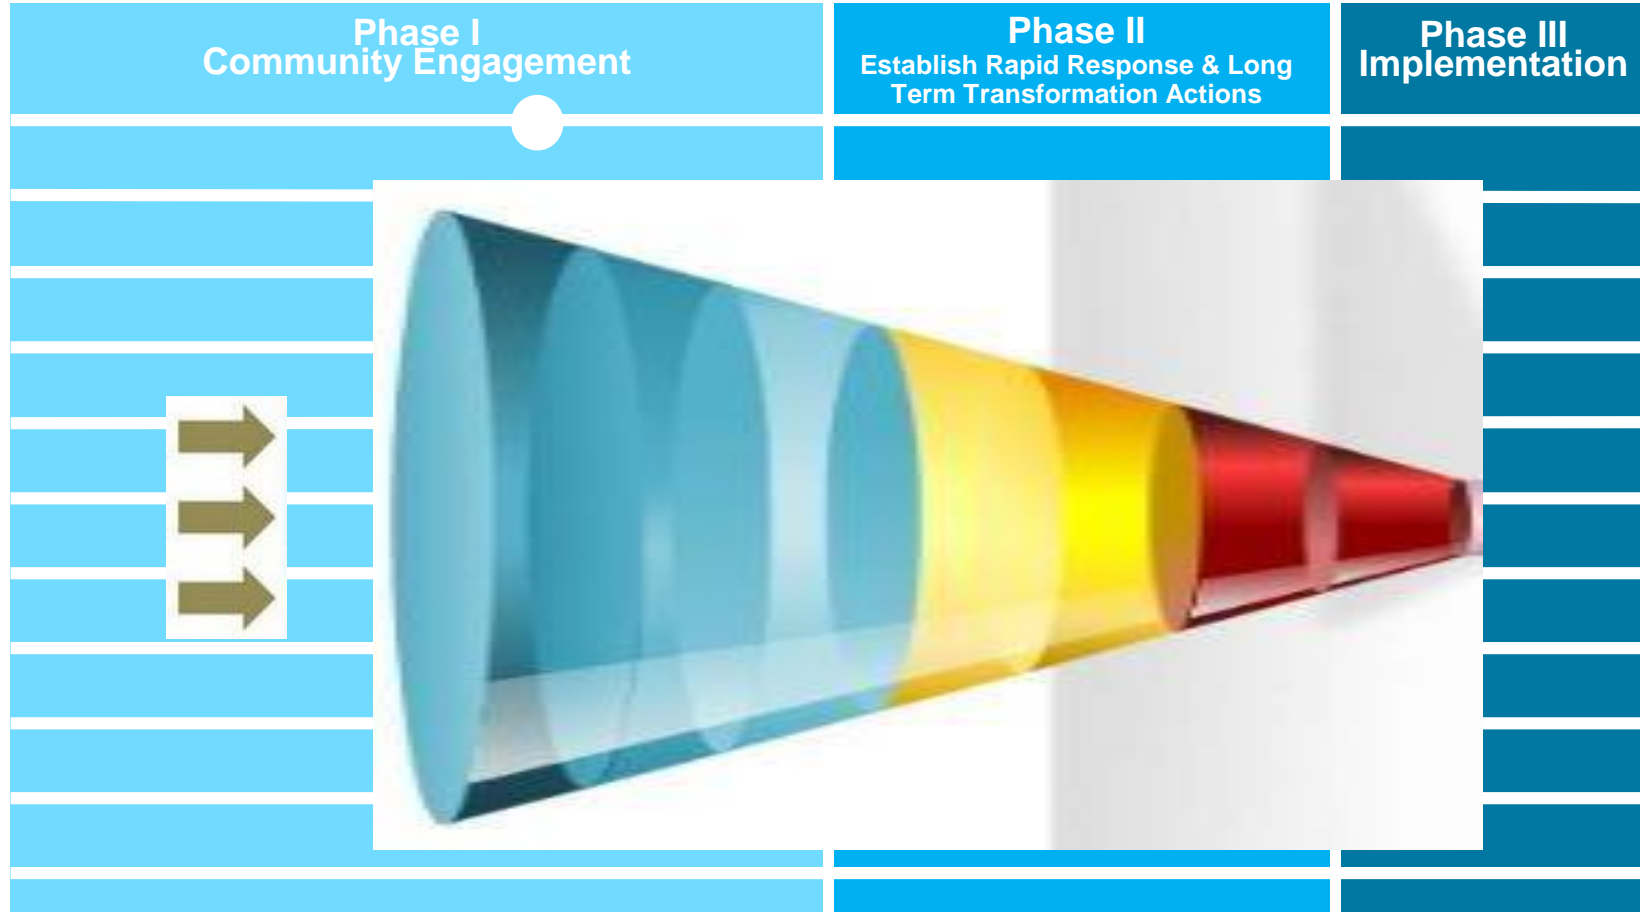 Phase I
Community Engagement
Phase II
Establish Rapid Response & Long
Term Transformation Actions
Phase III
Implementation